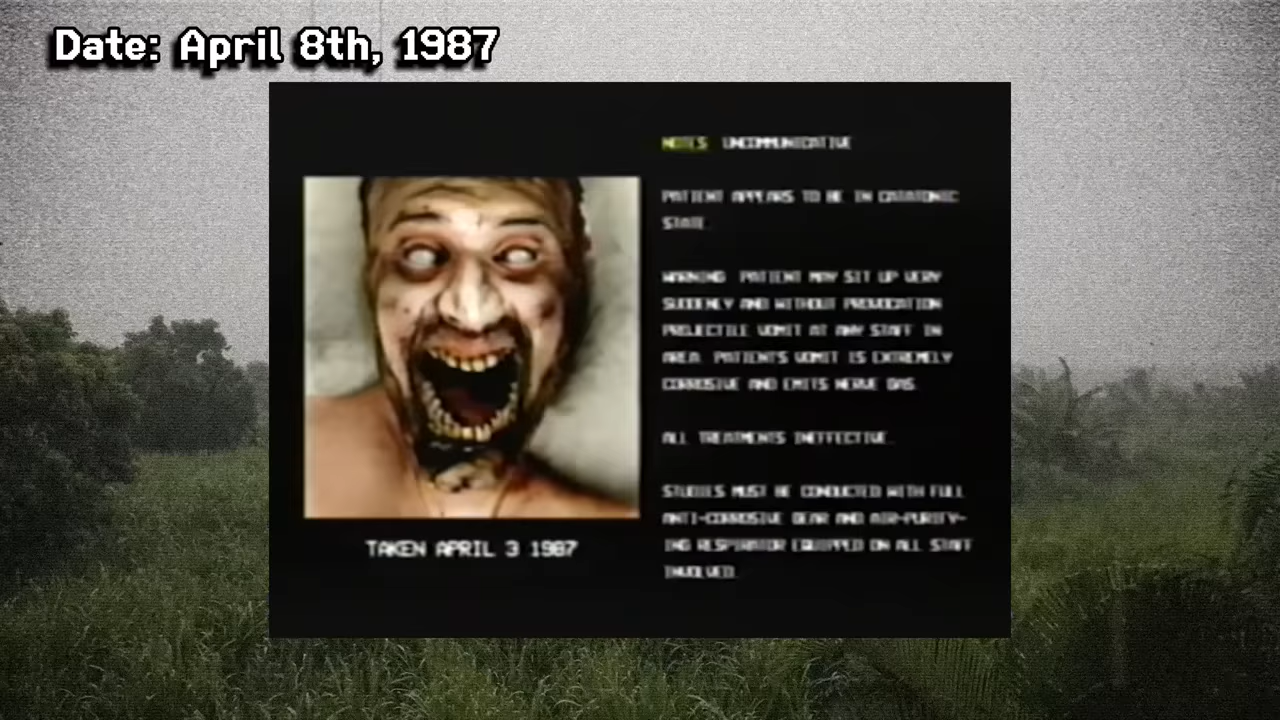 Date: April 8th, 1987
NOTES UNCOMMUNICATIVE
PATIENT APPEARS TO BE IN CATATONIC
STATE.
WARNING: PATIENT MAY SIT UP VERY
SUDDENLY AND WITHOUT PROVOCATION
PROJECTILE VOMIT AT ANY STAFF IN
AREA. PATIENT'S VOMIT IS EXTREMELY
CORROSIVE AND EMITS NERVE GAS.
ALL TREATMENTS INEFFECTIVE.
STUDIES MUST BE CONDUCTED WITH FULL
ANTI-CORROSIVE GEAR AND AIR-PURIFY-
ING RESPIRATOR EQUIPPED ON ALL STAFF
INVOLVED.
TAKEN APRIL 3 1987